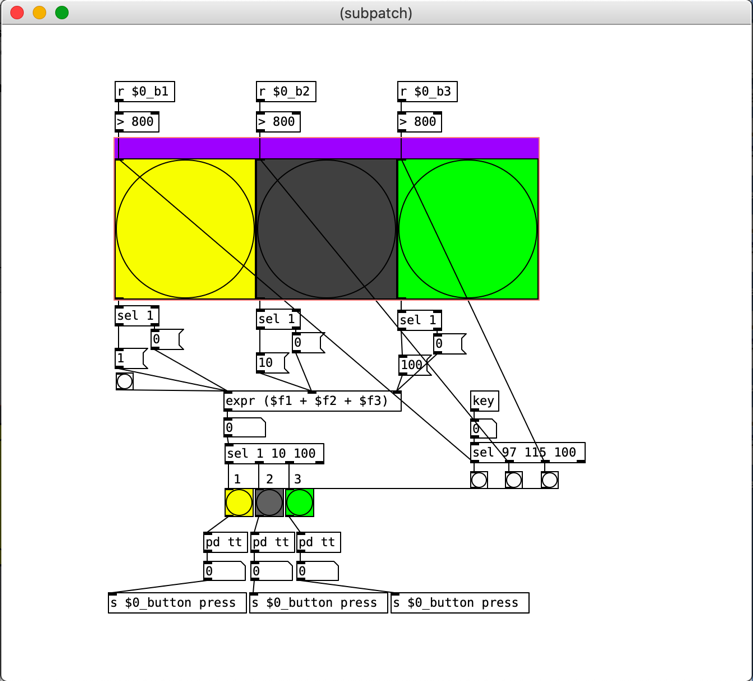 (subpatch)
r $0_b1 r $0_b2 r $0_b3
> 800 > 800 > 800
sel 1 sel 1 sel 1
0 0 0
1 10 100
expr ($f1 + $f2 + $f3) key
0 0
sel 1 10 100 sel 97 115 100
1 2 3
pd tt pd tt pd tt
0 0 0
s $0_button press s $0_button press s $0_button press